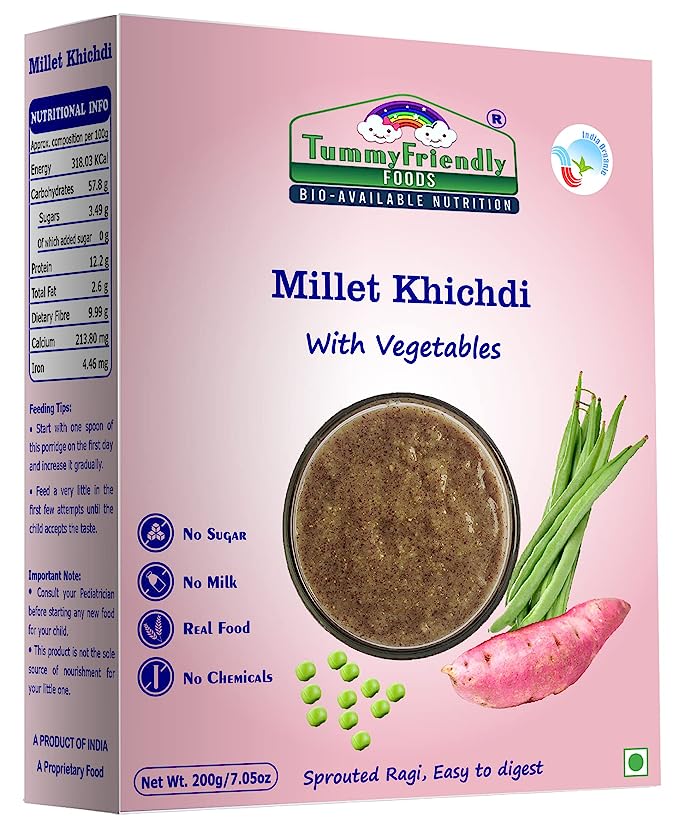 Millet Khichdi
NUTRITIONAL INFO
Approx. composition per 100g
Energy 318.03 KCal
Carbohydrates 57.8 g
Sugars 3.49 g
Of which added sugar 0 g
Protein 12.2 g
Total Fat 2.6 g
Dietary Fibre 9.99 g
Calcium 213.80 mg
Iron 4.46 mg
Feeding Tips:
• Start with one spoon of
this porridge on the first day
and increase it gradually.
• Feed a very little in the
first few attempts until the
child accepts the taste.
Important Note:
• Consult your Pediatrician
before starting any new food
for your child.
• This product is not the sole
source of nourishment for
your little one.
A PRODUCT OF INDIA
A Proprietary Food
®
TummyFriendly
FOODS
BIO-AVAILABLE NUTRITION
India Organic
Millet Khichdi
With Vegetables
No Sugar
No Milk
Real Food
No Chemicals
Net Wt. 200g/7.05oz
Sprouted Ragi, Easy to digest